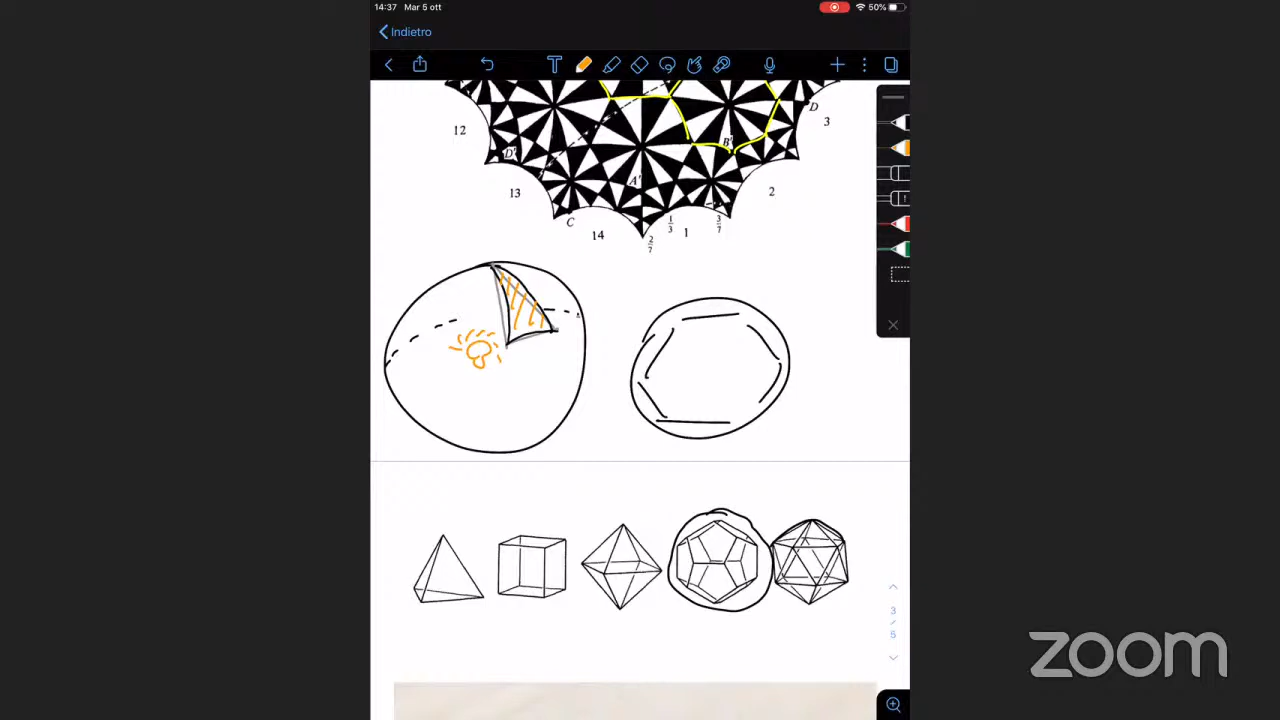 14:37 Mar 5 ott
50%
Indietro
T
D
12
3
B'
D'
A'
13
2
C
1/3
3/7
14
2/7
1
3
/
5
zoom